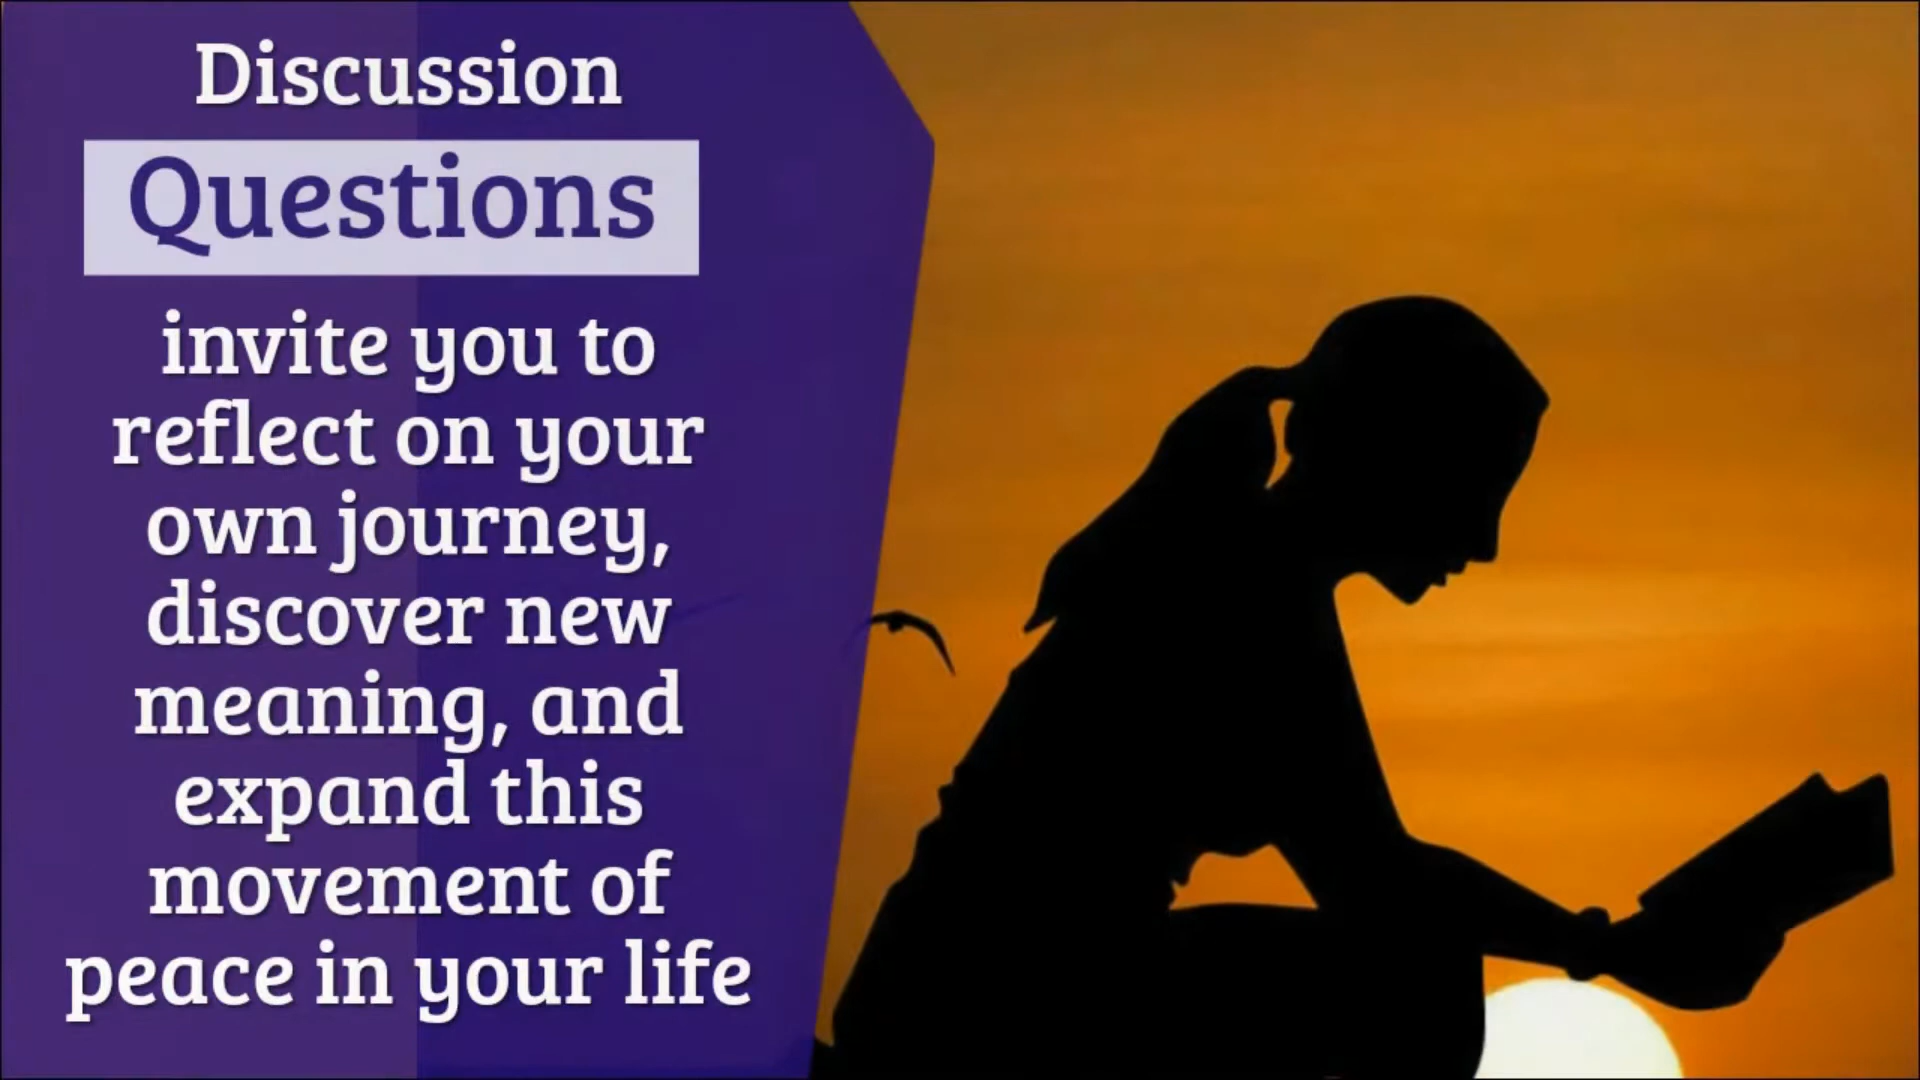 Discussion
Questions
invite you to
reflect on your
own journey,
discover new
meaning, and
expand this
movement of
peace in your life